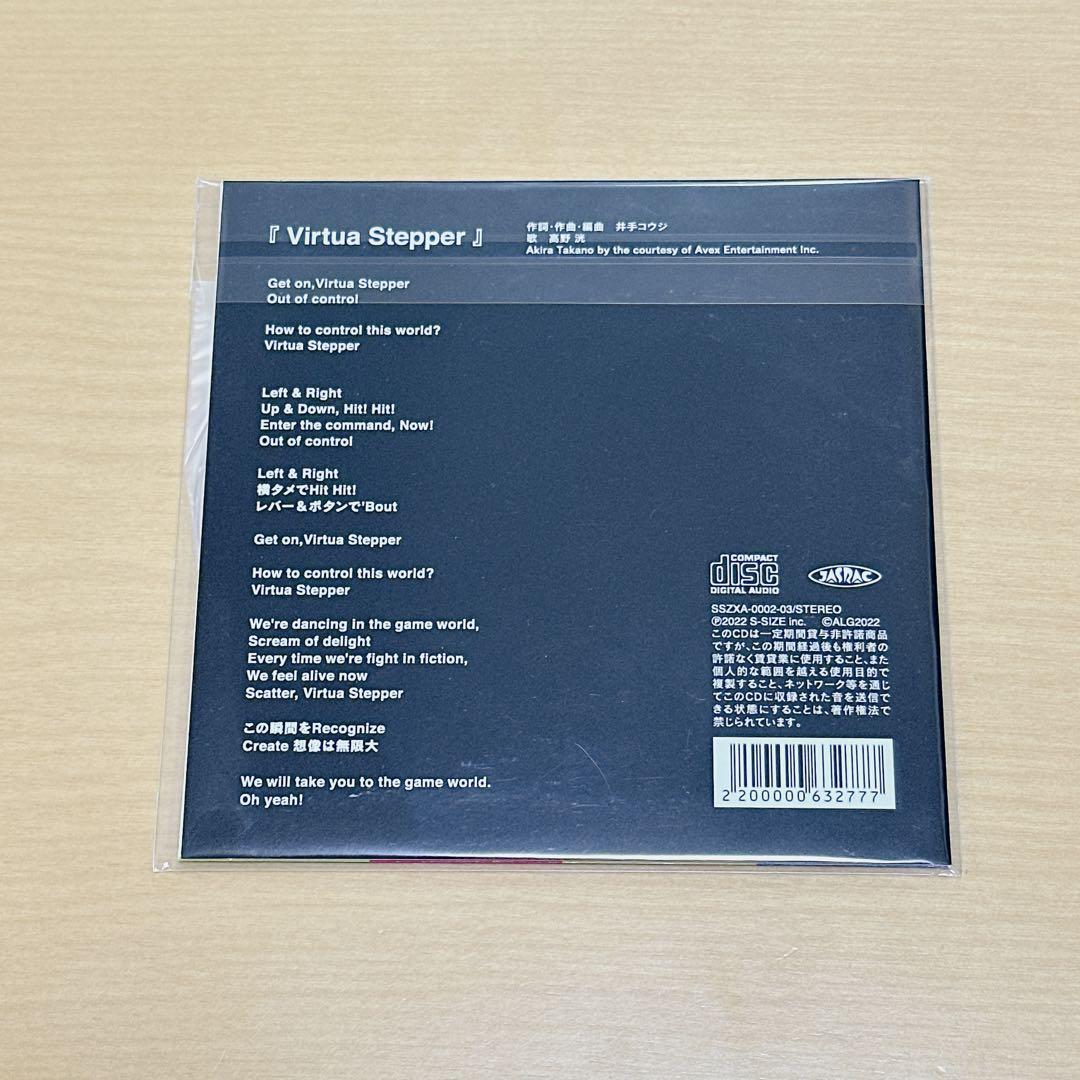 『 Virtua Stepper 』
作詞・作曲・編曲　井手コウジ
歌　高野 洸
Akira Takano by the courtesy of Avex Entertainment Inc.
Get on,Virtua Stepper
Out of control
How to control this world?
Virtua Stepper
Left & Right
Up & Down, Hit! Hit!
Enter the command, Now!
Out of control
Left & Right
横タメでHit Hit!
レバー＆ボタンで'Bout
Get on,Virtua Stepper
How to control this world?
Virtua Stepper
We're dancing in the game world,
Scream of delight
Every time we're fight in fiction,
We feel alive now
Scatter, Virtua Stepper
この瞬間をRecognize
Create 想像は無限大
We will take you to the game world.
Oh yeah!
COMPACT
disc
DIGITAL AUDIO
JASRAC
SSZXA-0002-03/STEREO
Ⓟ2022 S-SIZE inc.　©ALG2022
このCDは一定期間貸与非許諾商品
ですが、この期間経過後も権利者の
許諾なく賃貸業に使用すること、また
個人的な範囲を越える使用目的で
複製すること、ネットワーク等を通じ
てこのCDに収録された音を送信で
きる状態にすることは、著作権法で
禁じられています。
2 200000 632777